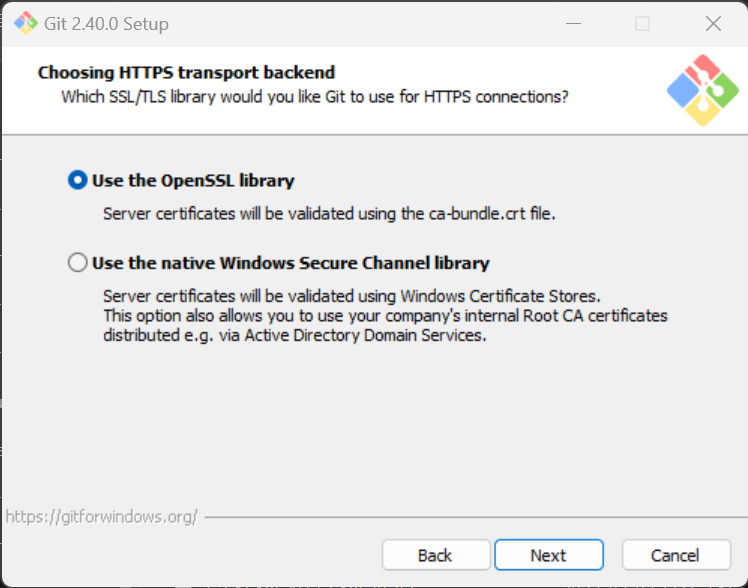 Git 2.40.0 Setup
Choosing HTTPS transport backend
Which SSL/TLS library would you like Git to use for HTTPS connections?
Use the OpenSSL library
Server certificates will be validated using the ca-bundle.crt file.
Use the native Windows Secure Channel library
Server certificates will be validated using Windows Certificate Stores.
This option also allows you to use your company's internal Root CA certificates
distributed e.g. via Active Directory Domain Services.
https://gitforwindows.org/
Back Next Cancel